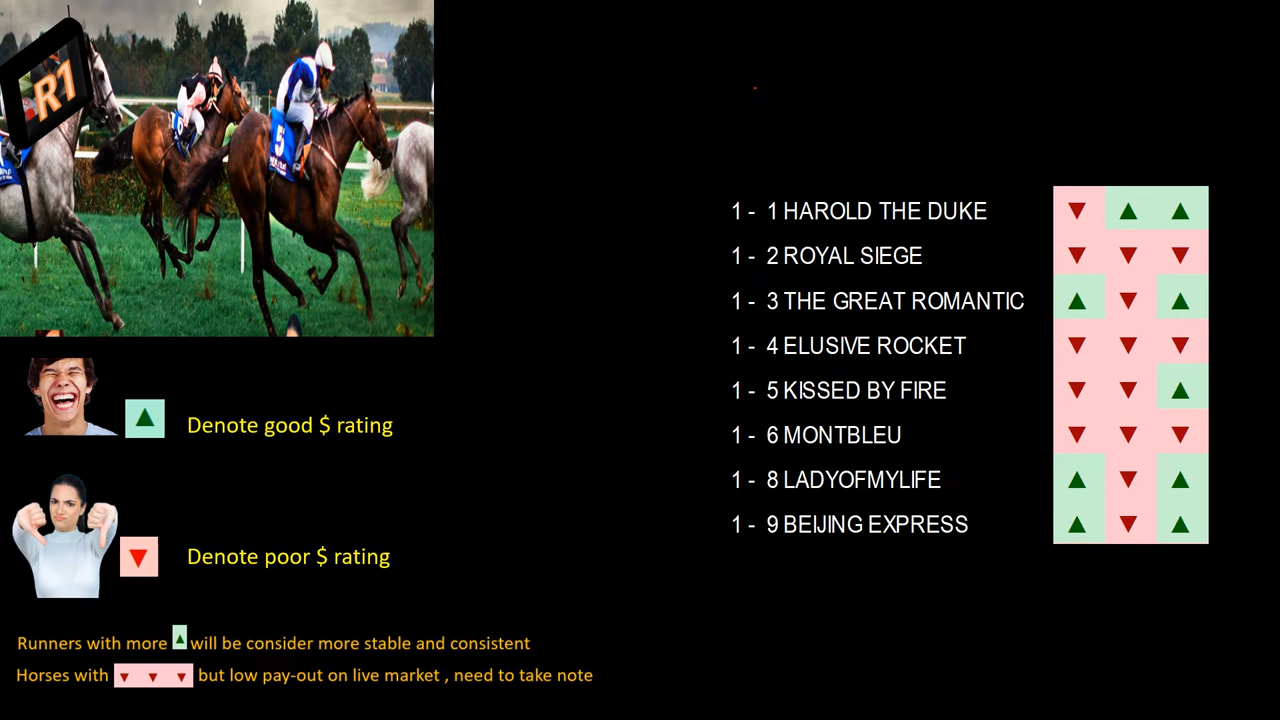 R1
6
5
1 - 1 HAROLD THE DUKE
1 - 2 ROYAL SIEGE
1 - 3 THE GREAT ROMANTIC
1 - 4 ELUSIVE ROCKET
1 - 5 KISSED BY FIRE
1 - 6 MONTBLEU
1 - 8 LADYOFMYLIFE
1 - 9 BEIJING EXPRESS
Denote good $ rating
Denote poor $ rating
Runners with more ▲ will be consider more stable and consistent
Horses with ▼ ▼ ▼ but low pay-out on live market , need to take note